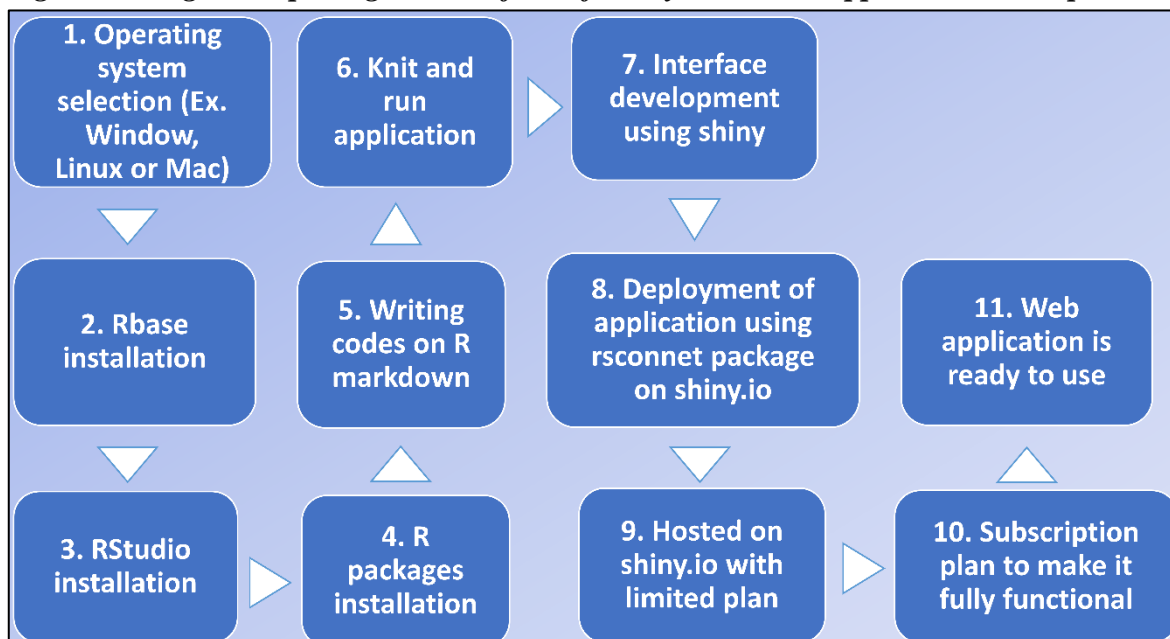 1. Operating
system
selection (Ex.
Window,
Linux or Mac)
2. Rbase
installation
3. RStudio
installation
4. R
packages
installation
5. Writing
codes on R
markdown
6. Knit and
run
application
7. Interface
development
using shiny
8. Deployment of
application using
rsconnet package
on shiny.io
9. Hosted on
shiny.io with
limited plan
10. Subscription
plan to make it
fully functional
11. Web
application is
ready to use